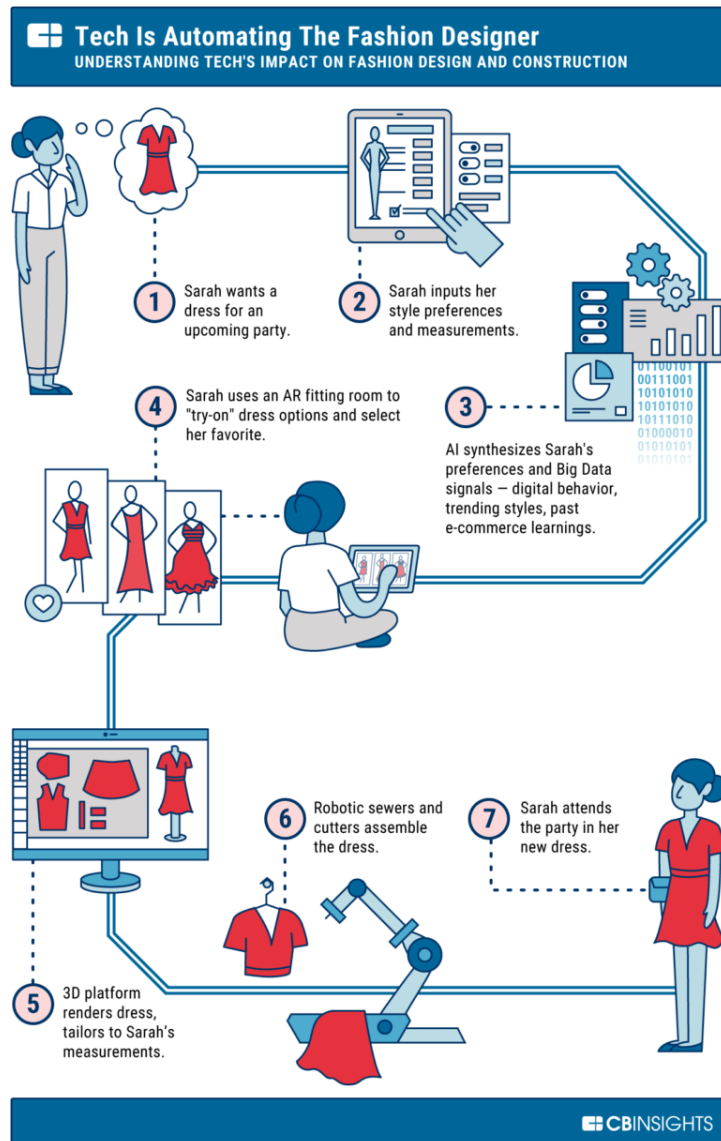 Tech Is Automating The Fashion Designer
UNDERSTANDING TECH'S IMPACT ON FASHION DESIGN AND CONSTRUCTION
1
Sarah wants a
dress for an
upcoming party.
2
Sarah inputs her
style preferences
and measurements.
01100101
00111001
10101010
10101010
10111010
01000010
01010101
01010101
3
AI synthesizes Sarah's
preferences and Big Data
signals — digital behavior,
trending styles, past
e-commerce learnings.
4
Sarah uses an AR fitting room to
"try-on" dress options and select
her favorite.
5
3D platform
renders dress,
tailors to Sarah's
measurements.
6
Robotic sewers and
cutters assemble
the dress.
7
Sarah attends
the party in her
new dress.
CBINSIGHTS